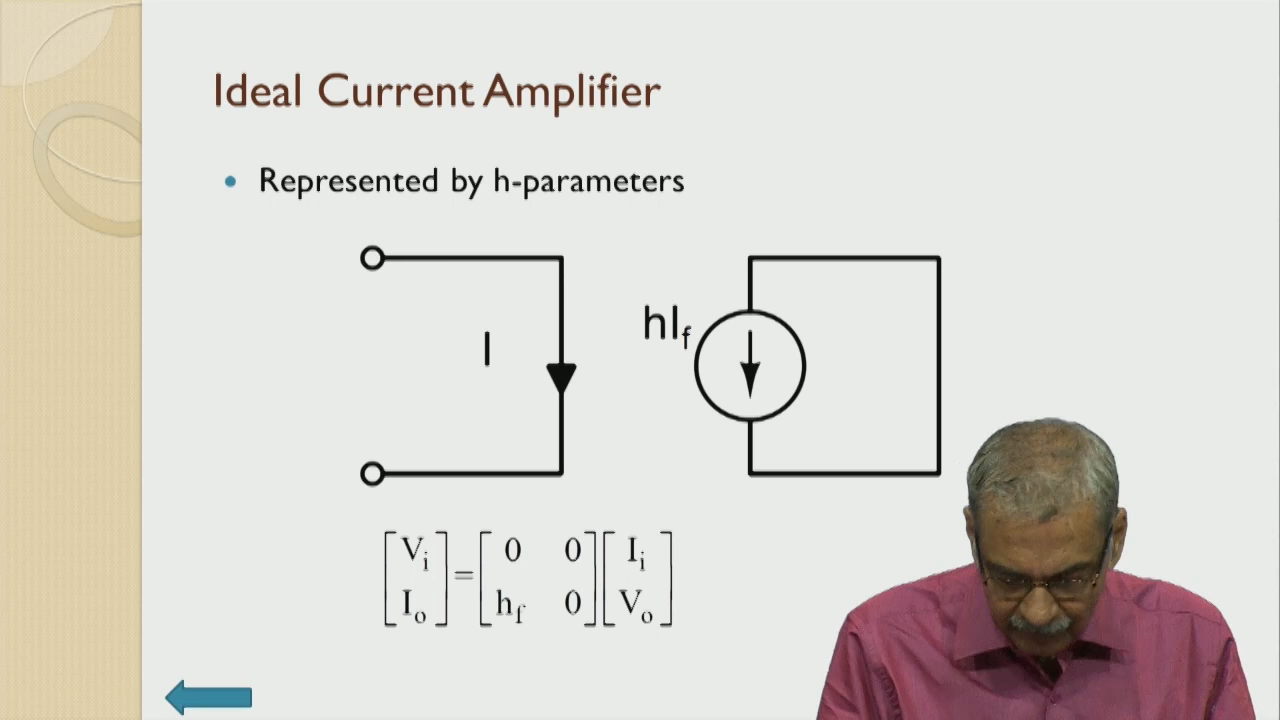 Ideal Current Amplifier
• Represented by h-parameters
I
hI_f
[V_i I_o] = [0 0 h_f 0] [I_i V_o]